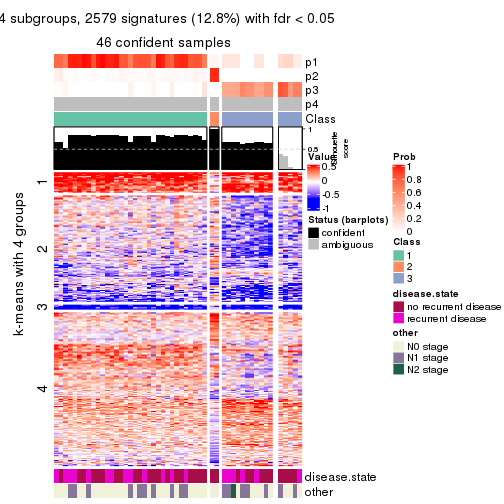 4 subgroups, 2579 signatures (12.8%) with fdr < 0.05
46 confident samples
p1
p2
p3
p4
Class
1
0.5
silhouette
score
k-means with 4 groups
1
2
3
4
Value
0.5
0
-0.5
-1
Status (barplots)
confident
ambiguous
Prob
1
0.8
0.6
0.4
0.2
0
Class
1
2
3
disease.state
no recurrent disease
recurrent disease
other
N0 stage
N1 stage
N2 stage
disease.state
other